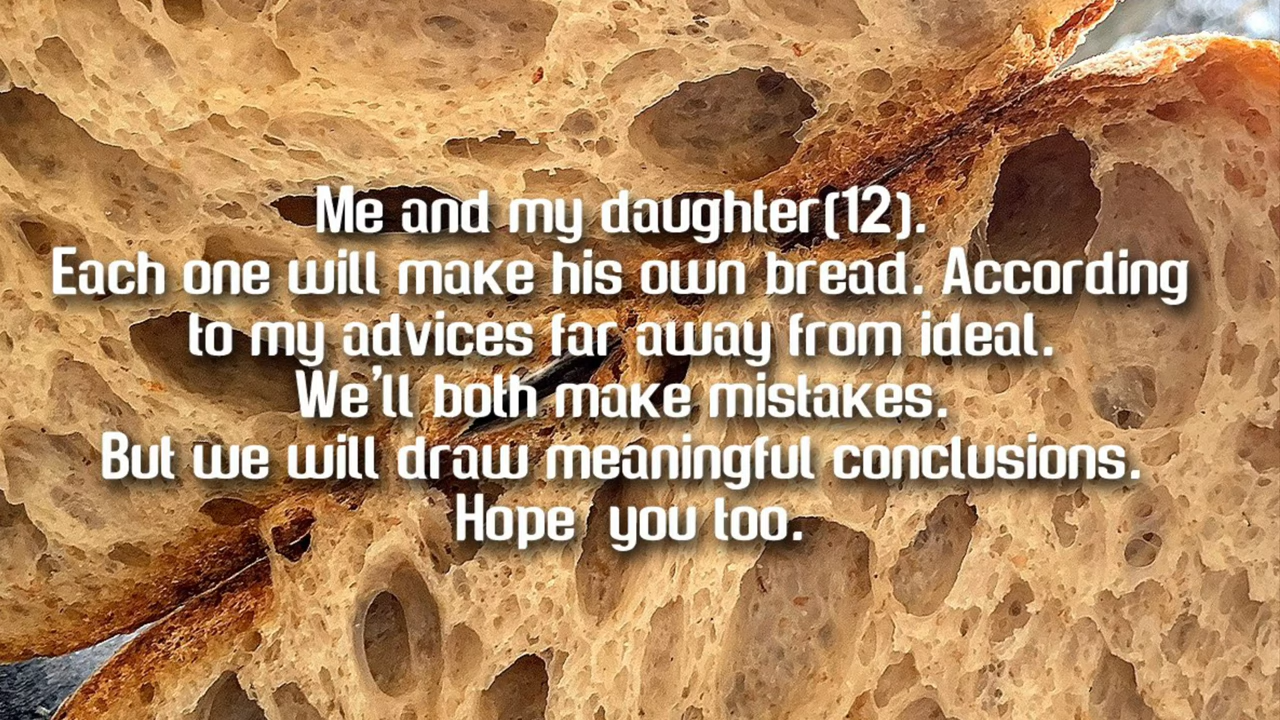 Me and my daughter(12).
Each one will make his own bread. According
to my advices far away from ideal.
We'll both make mistakes.
But we will draw meaningful conclusions.
Hope  you too.